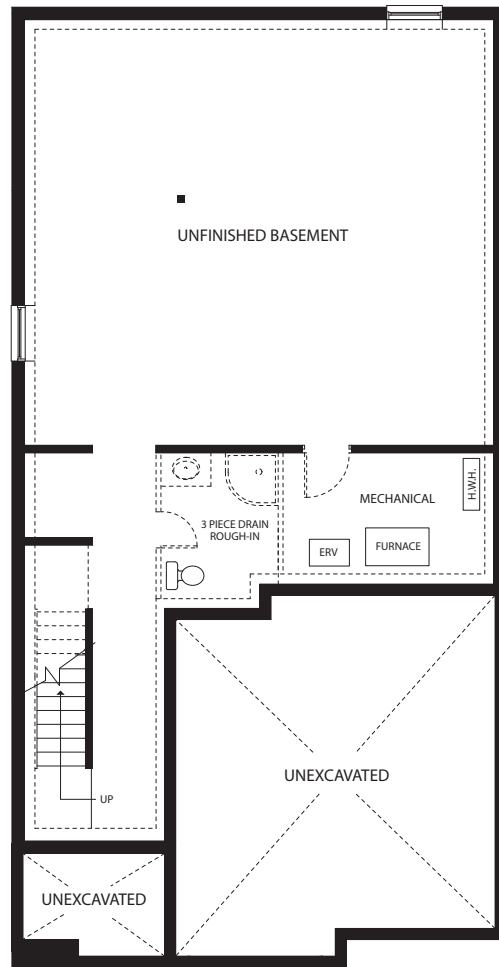 UNFINISHED BASEMENT
MECHANICAL
H.W.H.
3 PIECE DRAIN
ROUGH-IN
ERV
FURNACE
UNEXCAVATED
UP
UNEXCAVATED